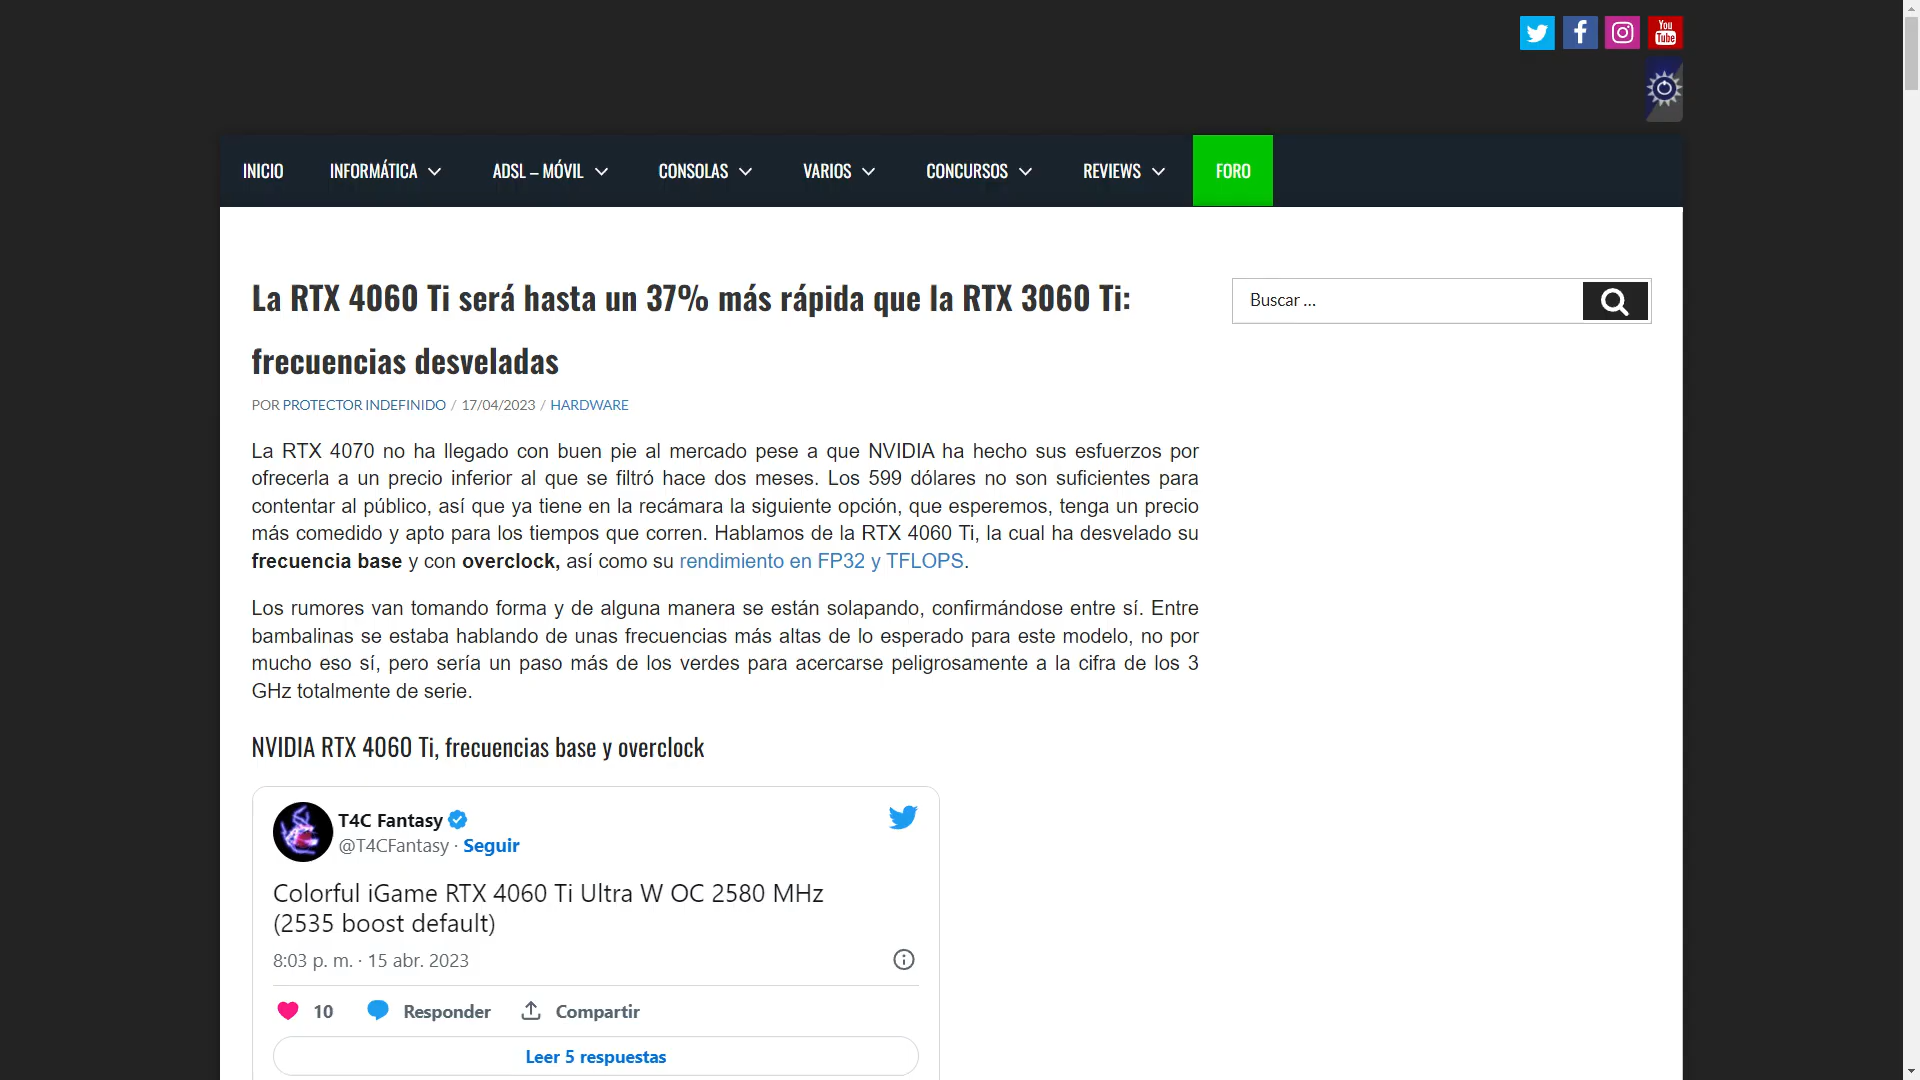 You
Tube
INICIO
INFORMÁTICA
ADSL – MÓVIL
CONSOLAS
VARIOS
CONCURSOS
REVIEWS
FORO
La RTX 4060 Ti será hasta un 37% más rápida que la RTX 3060 Ti:
frecuencias desveladas
Buscar ...
POR PROTECTOR INDEFINIDO / 17/04/2023 / HARDWARE
La RTX 4070 no ha llegado con buen pie al mercado pese a que NVIDIA ha hecho sus esfuerzos por
ofrecerla a un precio inferior al que se filtró hace dos meses. Los 599 dólares no son suficientes para
contentar al público, así que ya tiene en la recámara la siguiente opción, que esperemos, tenga un precio
más comedido y apto para los tiempos que corren. Hablamos de la RTX 4060 Ti, la cual ha desvelado su
frecuencia base y con overclock, así como su rendimiento en FP32 y TFLOPS.
Los rumores van tomando forma y de alguna manera se están solapando, confirmándose entre sí. Entre
bambalinas se estaba hablando de unas frecuencias más altas de lo esperado para este modelo, no por
mucho eso sí, pero sería un paso más de los verdes para acercarse peligrosamente a la cifra de los 3
GHz totalmente de serie.
NVIDIA RTX 4060 Ti, frecuencias base y overclock
T4C Fantasy
@T4CFantasy · Seguir
Colorful iGame RTX 4060 Ti Ultra W OC 2580 MHz
(2535 boost default)
8:03 p. m. · 15 abr. 2023
10 Responder Compartir
Leer 5 respuestas